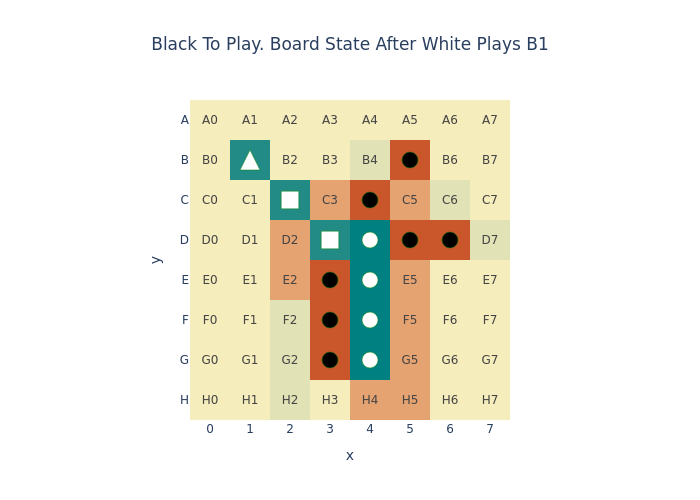 Black To Play. Board State After White Plays B1
A A0 A1 A2 A3 A4 A5 A6 A7
B B0 B2 B3 B4 B6 B7
C C0 C1 C3 C5 C6 C7
D D0 D1 D2 D7
y
E E0 E1 E2 E5 E6 E7
F F0 F1 F2 F5 F6 F7
G G0 G1 G2 G5 G6 G7
H H0 H1 H2 H3 H4 H5 H6 H7
0 1 2 3 4 5 6 7
x